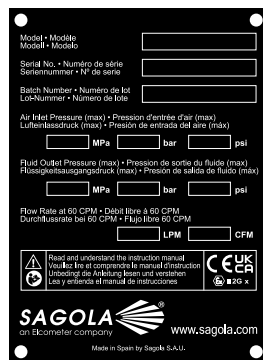 Model • Modèle
Modell • Modelo
Serial No. • Numéro de série
Seriennummer • Nº de serie
Batch Number • Numéro de lot
Lot-Nummer • Número de lote
Air Inlet Pressure (max) • Pression d'entrée d'air (max)
Lufteinlassdruck (max) • Presión de entrada del aire (máx)
MPa bar psi
Fluid Outlet Pressure (max) • Pression de sortie du fluide (max)
Flüssigkeitsausgangsdruck (max) • Presión de salida de fluido (máx)
MPa bar psi
Flow Rate at 60 CPM • Débit libre à 60 CPM
Durchflussrate bei 60 CPM • Flujo libre 60 CPM
LPM CFM
Read and understand the instruction manual
Veuillez lire et comprendre le manuel d'instruction
Unbedingt die Anleitung lesen und verstehen
Lea y entienda el manual de instrucciones
CE UKCA
Ex II 2G x
SAGOLA®
an Elcometer company
www.sagola.com
Made in Spain by Sagola S.A.U.